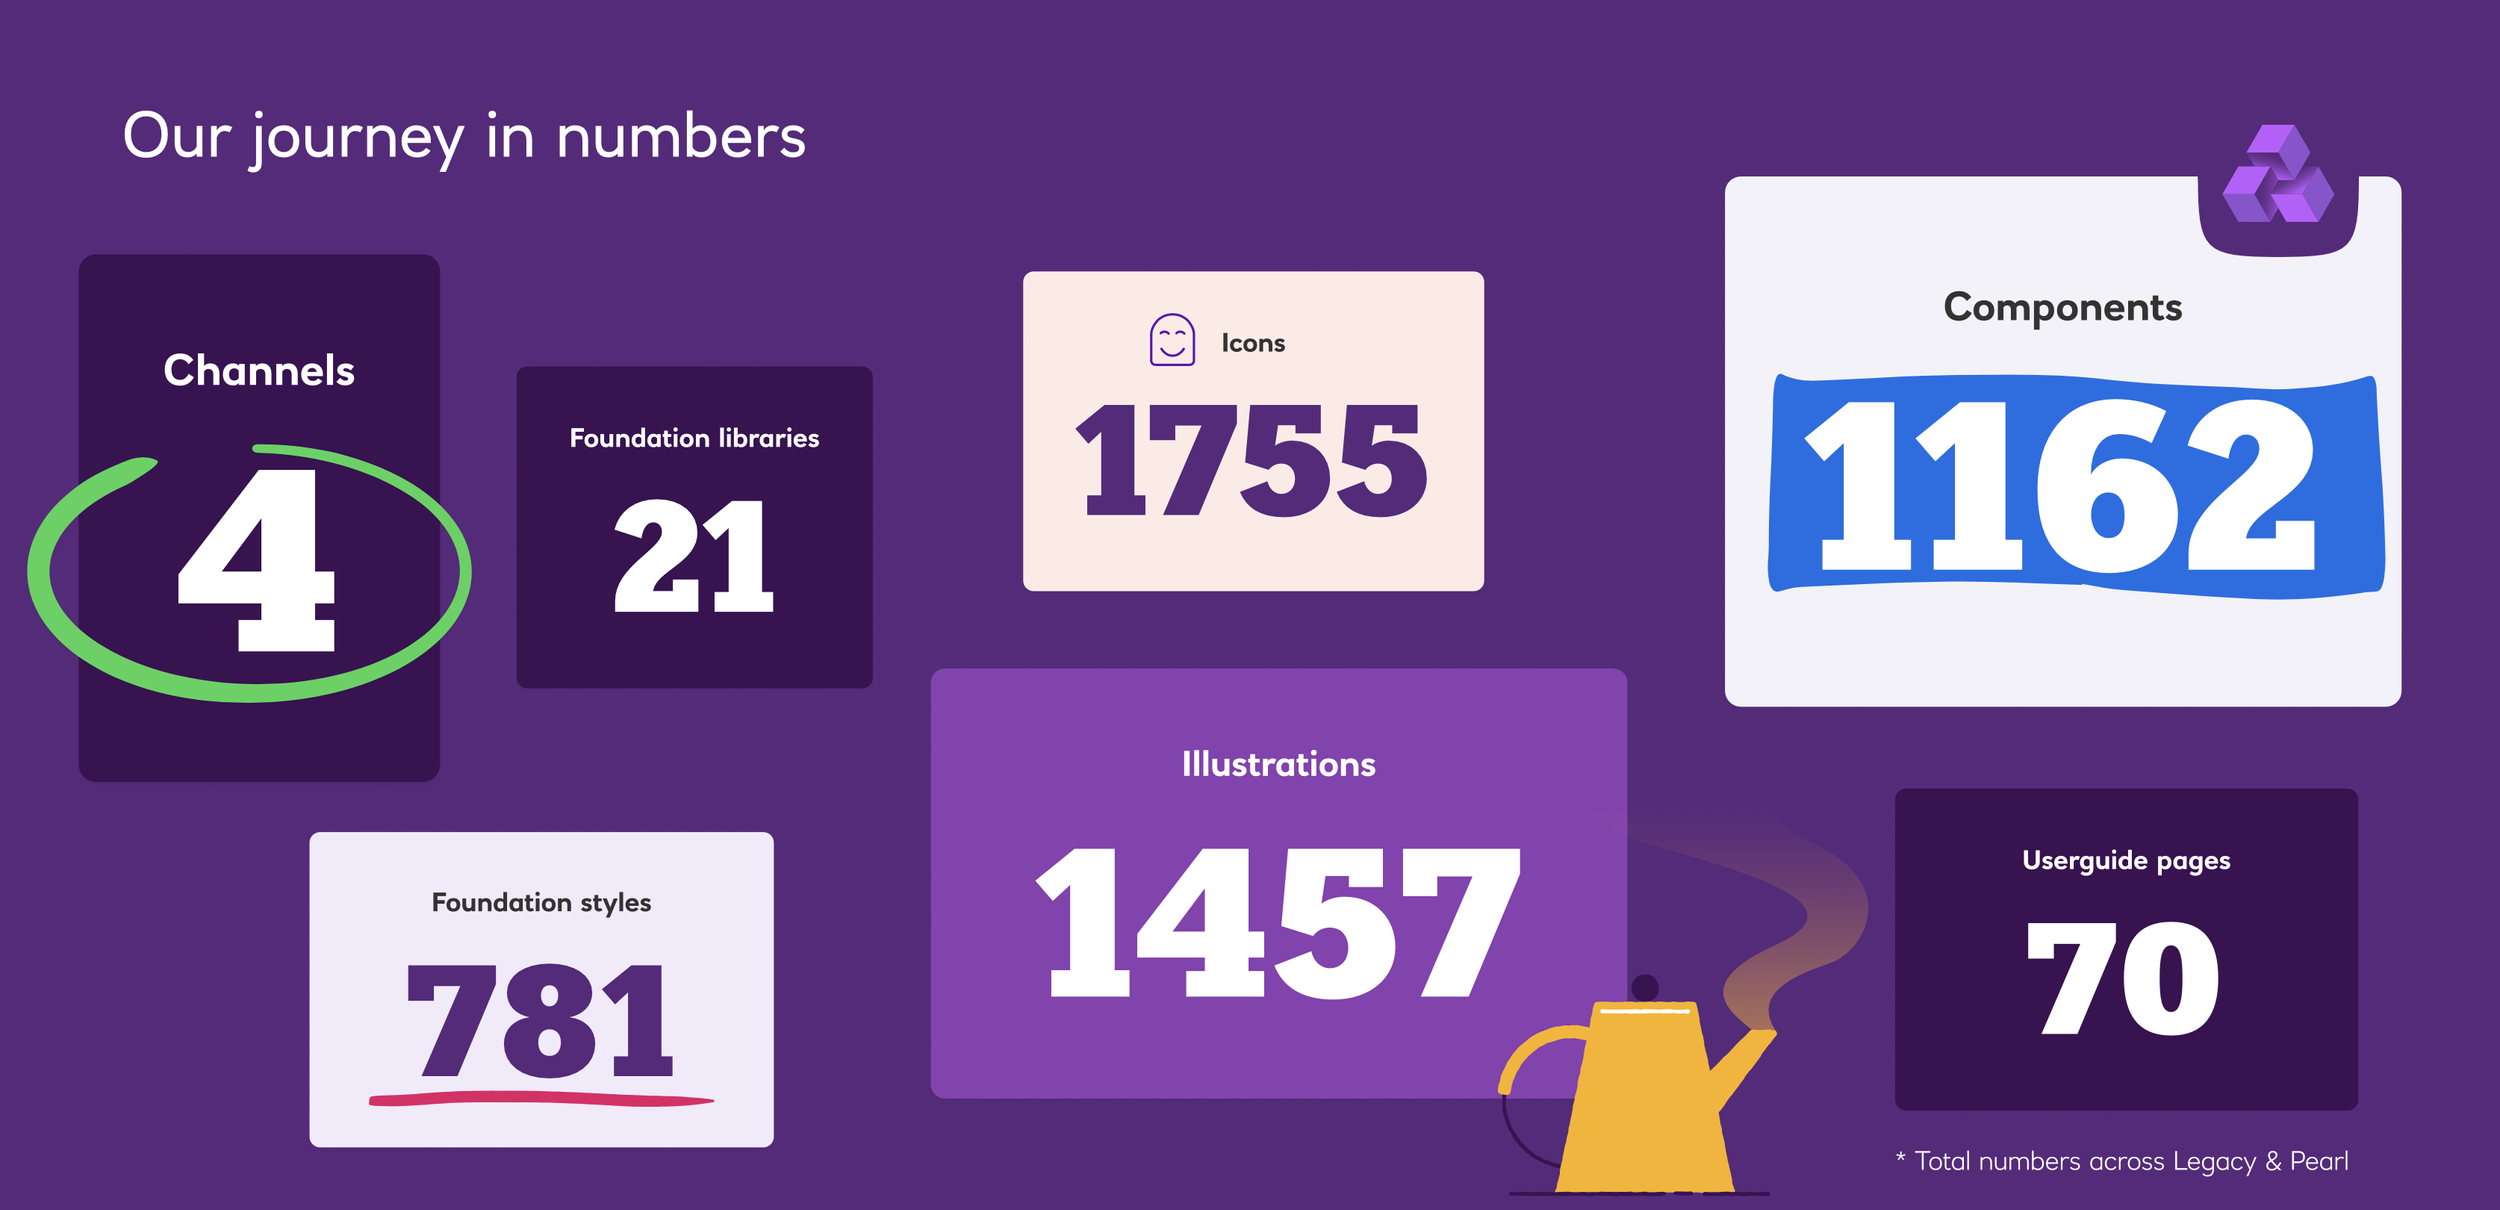 Our journey in numbers
Channels
4
Foundation libraries
21
Icons
1755
Components
1162
Foundation styles
781
Illustrations
1457
Userguide pages
70
* Total numbers across Legacy & Pearl